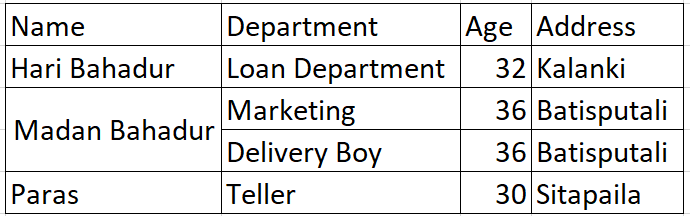 Name Department Age Address
Hari Bahadur Loan Department 32 Kalanki
Madan Bahadur Marketing 36 Batisputali
Delivery Boy 36 Batisputali
Paras Teller 30 Sitapaila